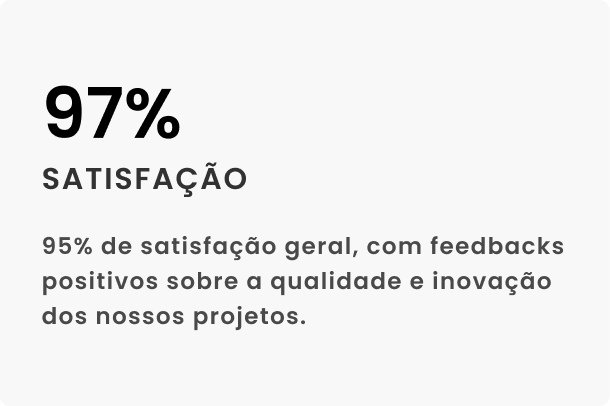 97%
SATISFAÇÃO
95% de satisfação geral, com feedbacks
positivos sobre a qualidade e inovação
dos nossos projetos.